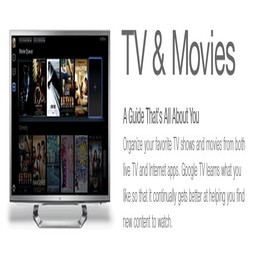 TV & Movies
Movie Queue
A Guide That's All About You
Organize your favorite TV shows and movies from both
live TV and Internet apps. Google TV learns what you
like so that it continually gets better at helping you find
new content to watch.